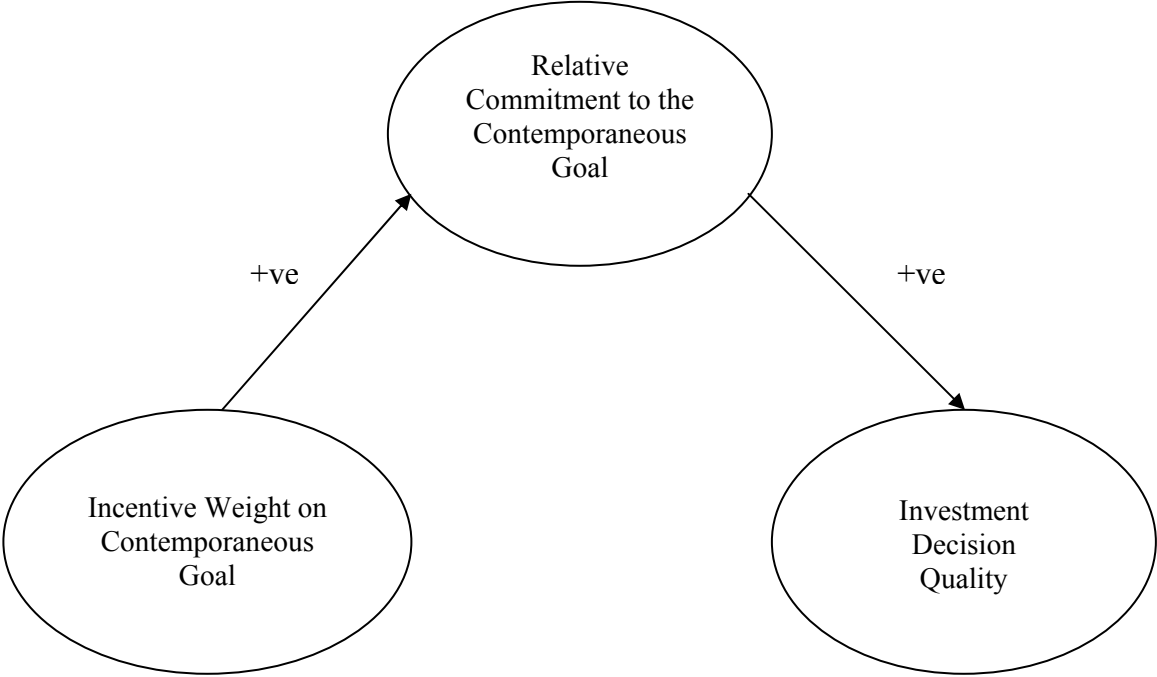 Relative
Commitment to the
Contemporaneous
Goal
+ve
+ve
Incentive Weight on
Contemporaneous
Goal
Investment
Decision
Quality